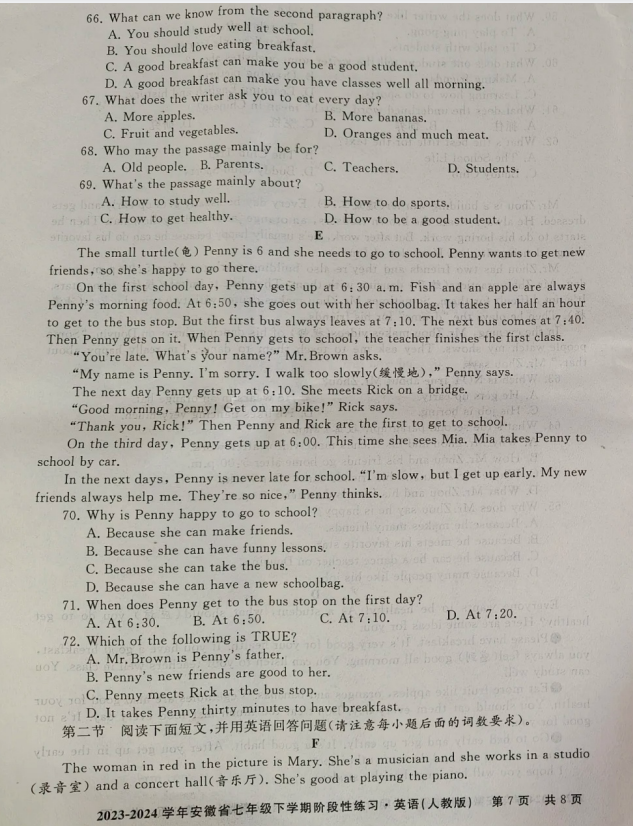 66. What can we know from the second paragraph?
A. You should study well at school.
B. You should love eating breakfast.
C. A good breakfast can make you be a good student.
D. A good breakfast can make you have classes well all morning.
67. What does the writer ask you to eat every day?
A. More apples. B. More bananas.
C. Fruit and vegetables. D. Oranges and much meat.
68. Who may the passage mainly be for?
A. Old people. B. Parents. C. Teachers. D. Students.
69. What's the passage mainly about?
A. How to study well. B. How to do sports.
C. How to get healthy. D. How to be a good student.
E
The small turtle(龟) Penny is 6 and she needs to go to school. Penny wants to get new
friends, so she's happy to go there.
On the first school day, Penny gets up at 6:30 a.m. Fish and an apple are always
Penny's morning food. At 6:50, she goes out with her schoolbag. It takes her half an hour
to get to the bus stop. But the first bus always leaves at 7:10. The next bus comes at 7:40.
Then Penny gets on it. When Penny gets to school, the teacher finishes the first class.
"You're late. What's your name?" Mr. Brown asks.
"My name is Penny. I'm sorry. I walk too slowly(缓慢地)," Penny says.
The next day Penny gets up at 6:10. She meets Rick on a bridge.
"Good morning, Penny! Get on my bike!" Rick says.
"Thank you, Rick!" Then Penny and Rick are the first to get to school.
On the third day, Penny gets up at 6:00. This time she sees Mia. Mia takes Penny to
school by car.
In the next days, Penny is never late for school. "I'm slow, but I get up early. My new
friends always help me. They're so nice," Penny thinks.
70. Why is Penny happy to go to school?
A. Because she can make friends.
B. Because she can have funny lessons.
C. Because she can take the bus.
D. Because she can have a new schoolbag.
71. When does Penny get to the bus stop on the first day?
A. At 6:30. B. At 6:50. C. At 7:10. D. At 7:20.
72. Which of the following is TRUE?
A. Mr. Brown is Penny's father.
B. Penny's new friends are good to her.
C. Penny meets Rick at the bus stop.
D. It takes Penny thirty minutes to have breakfast.
第二节 阅读下面短文,并用英语回答问题(请注意每小题后面的词数要求)。
F
The woman in red in the picture is Mary. She's a musician and she works in a studio
(录音室) and a concert hall(音乐厅). She's good at playing the piano.
2023-2024学年安徽省七年级下学期阶段性练习·英语(人教版) 第7页 共8页